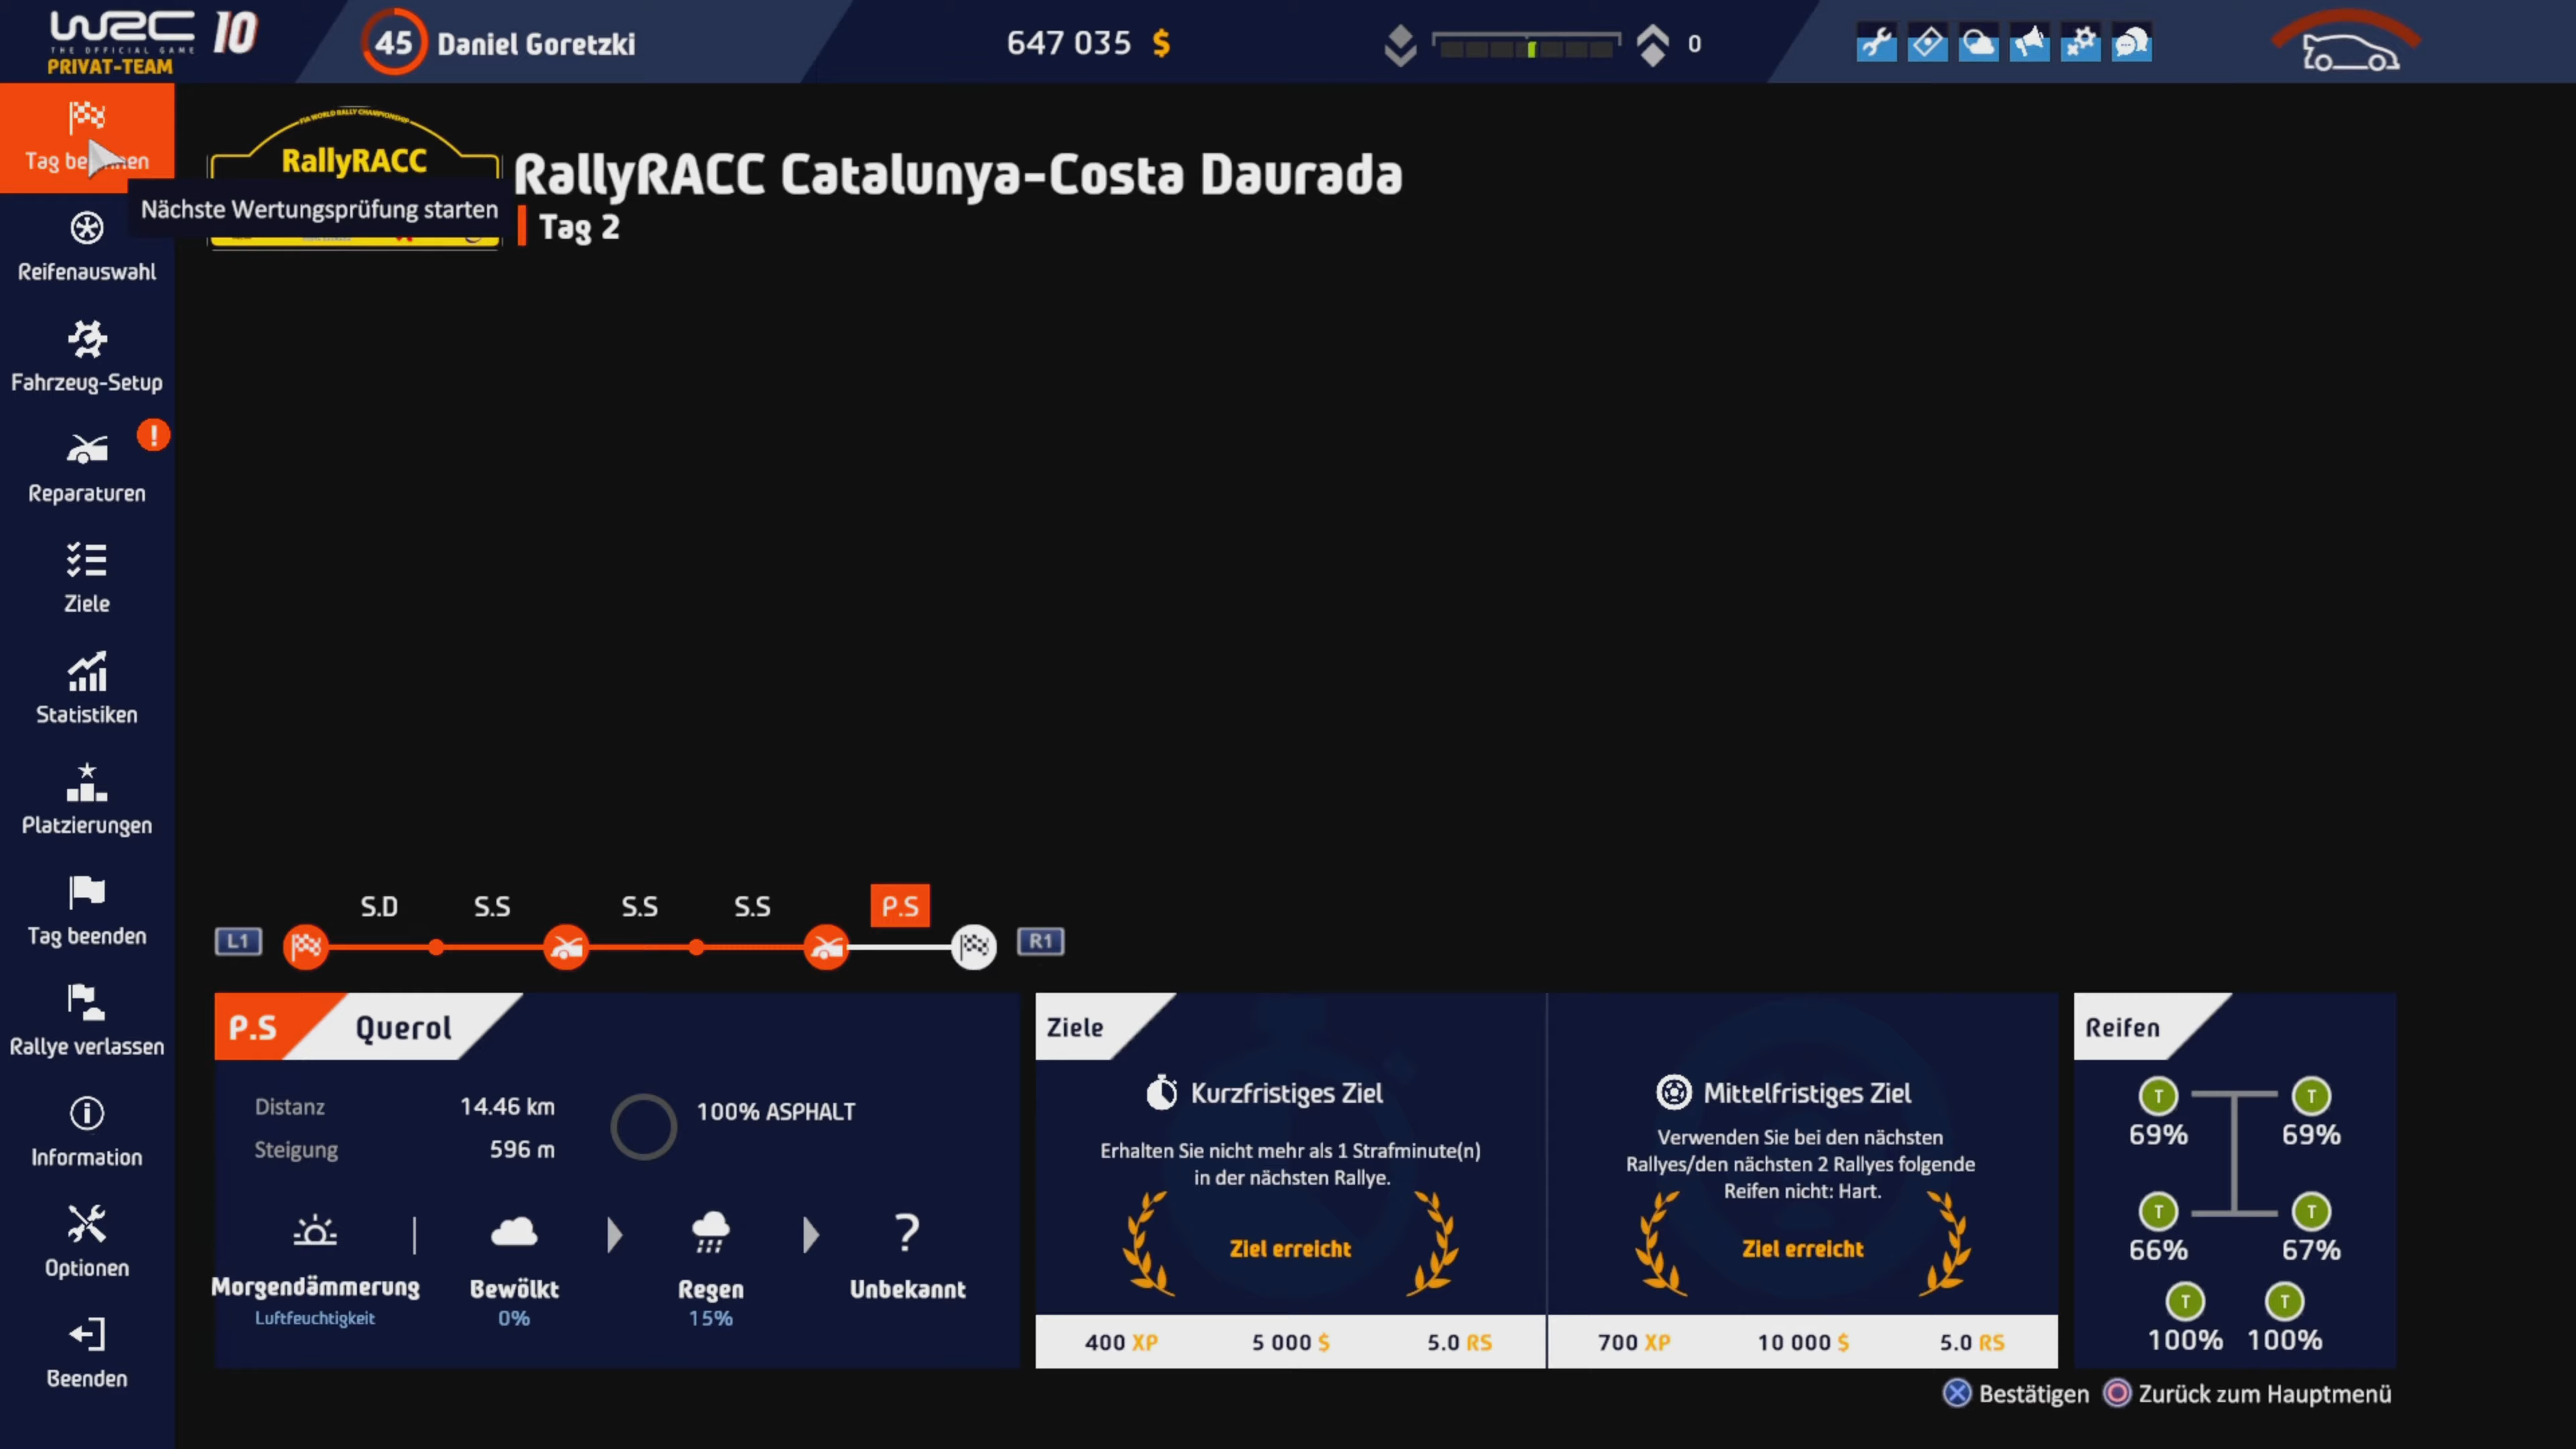 WRC 10
THE OFFICIAL GAME
PRIVAT-TEAM
45 Daniel Goretzki
647 035 $
0
Tag beginnen
Nächste Wertungsprüfung starten
Reifenauswahl
Fahrzeug-Setup
!
Reparaturen
Ziele
Statistiken
Platzierungen
Tag beenden
Rallye verlassen
Information
Optionen
Beenden
FIA WORLD RALLY CHAMPIONSHIP
RallyRACC
RallyRACC Catalunya-Costa Daurada
Tag 2
S.D S.S S.S S.S P.S
L1 R1
P.S Querol
Distanz 14.46 km
Steigung 596 m
100% ASPHALT
Morgendämmerung Bewölkt Regen ? Unbekannt
Luftfeuchtigkeit 0% 15%
Ziele
Kurzfristiges Ziel
Erhalten Sie nicht mehr als 1 Strafminute(n)
in der nächsten Rallye.
Ziel erreicht
400 XP 5 000 $ 5.0 RS
Mittelfristiges Ziel
Verwenden Sie bei den nächsten
Rallyes/den nächsten 2 Rallyes folgende
Reifen nicht: Hart.
Ziel erreicht
700 XP 10 000 $ 5.0 RS
Reifen
T T
69% 69%
T T
66% 67%
T T
100% 100%
Bestätigen Zurück zum Hauptmenü